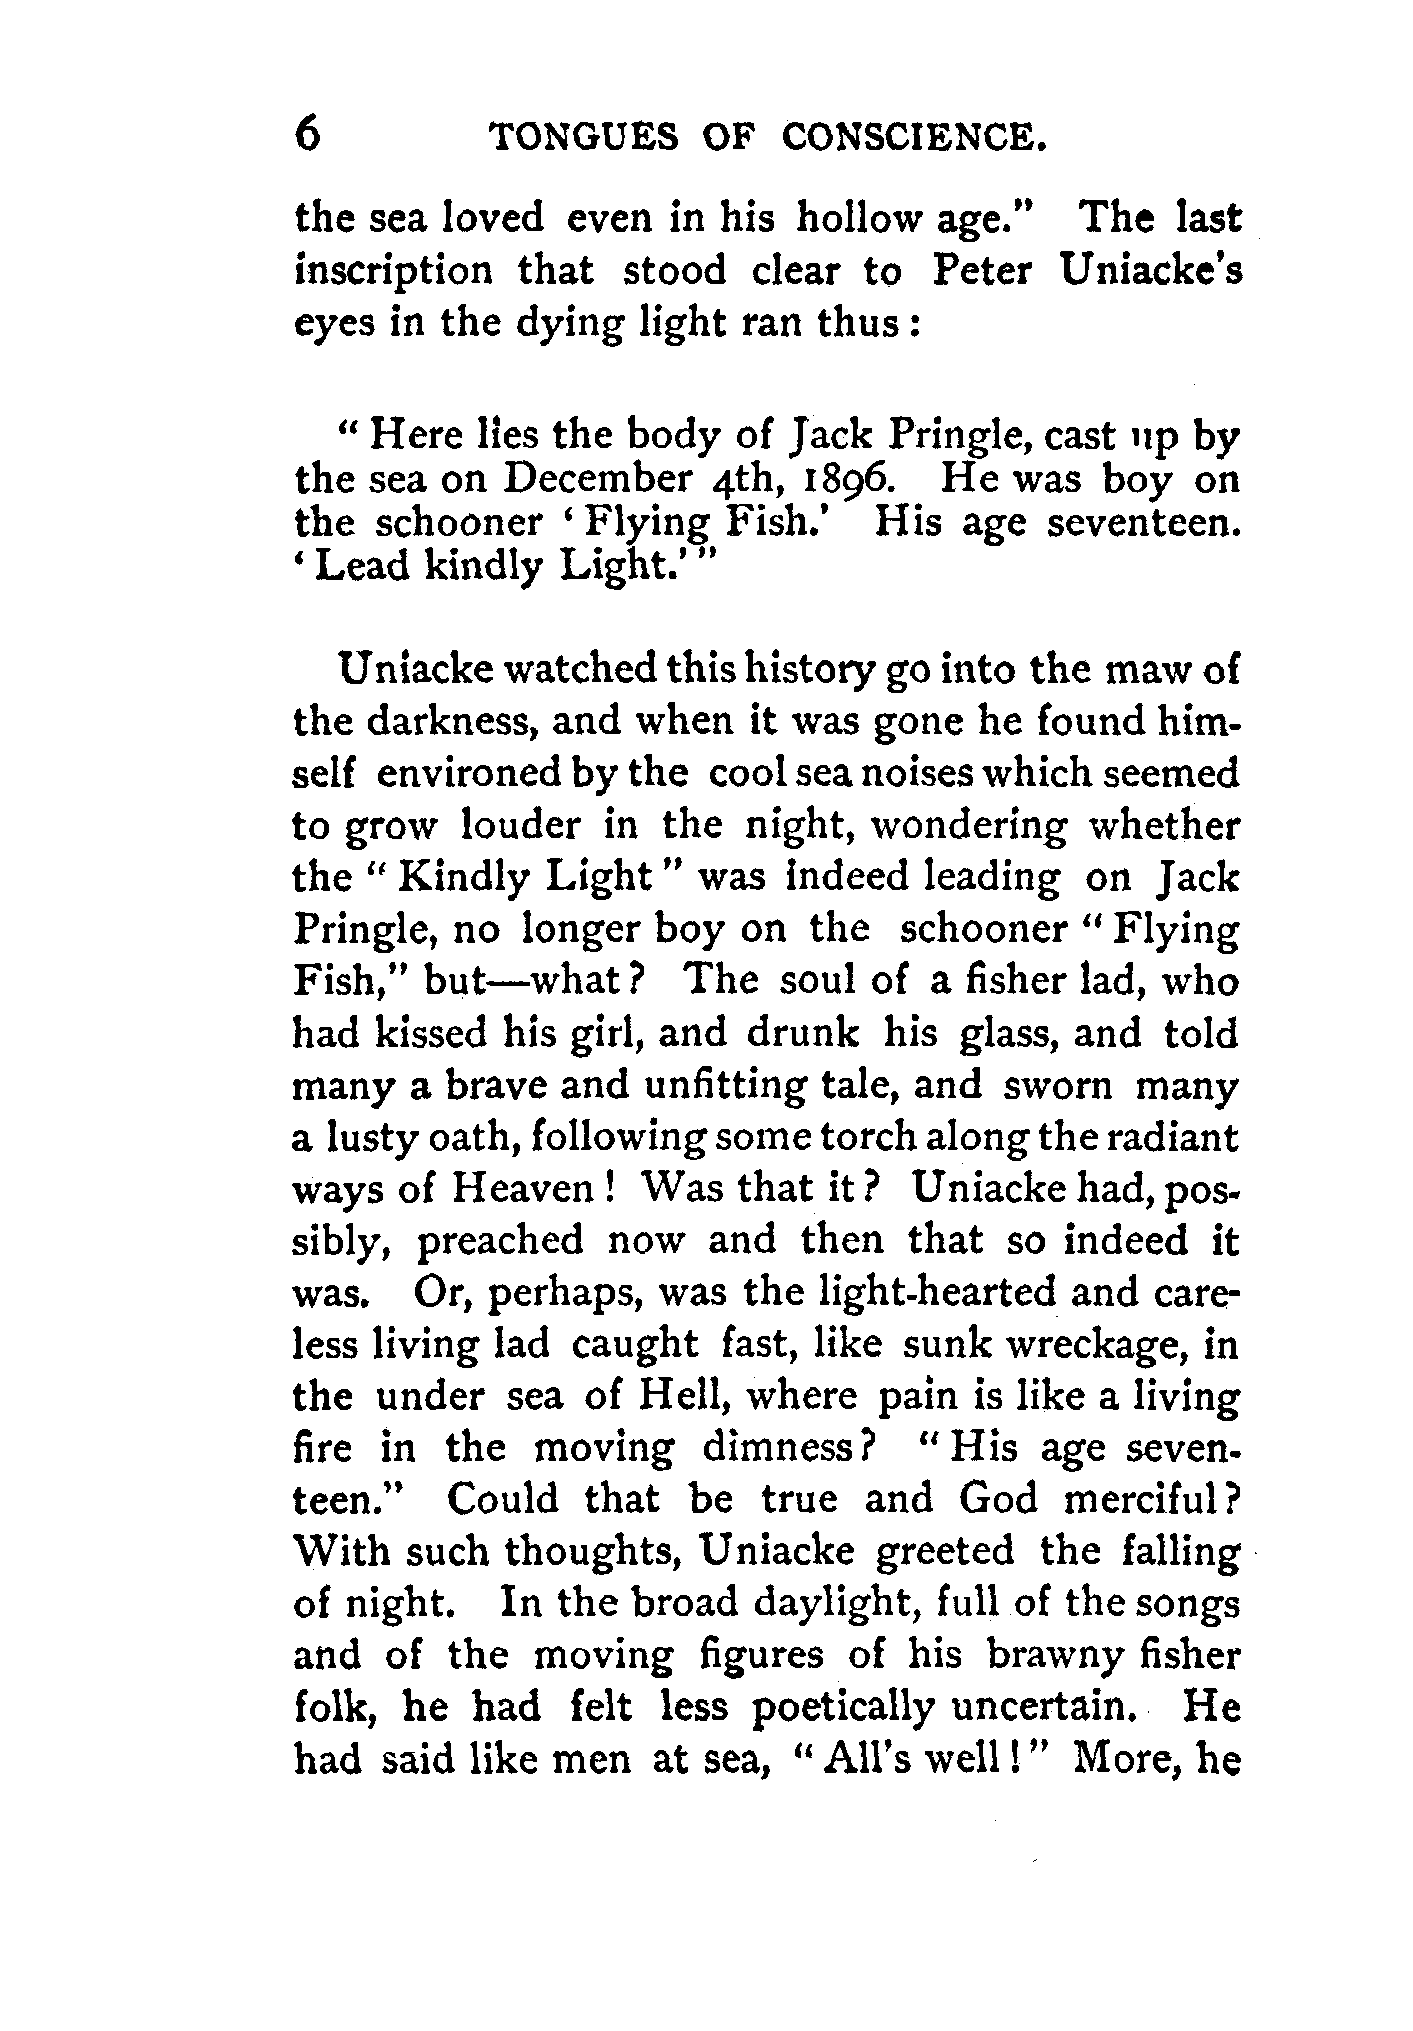 6 TONGUES OF CONSCIENCE.
the sea loved even in his hollow age.” The last
inscription that stood clear to Peter Uniacke’s
eyes in the dying light ran thus :
“ Here lies the body of Jack Pringle, cast up by
the sea on December 4th, 1896. He was boy on
the schooner ‘ Flying Fish.’ His age seventeen.
‘ Lead kindly Light.’ ”
Uniacke watched this history go into the maw of
the darkness, and when it was gone he found him-
self environed by the cool sea noises which seemed
to grow louder in the night, wondering whether
the “ Kindly Light ” was indeed leading on Jack
Pringle, no longer boy on the schooner “ Flying
Fish,” but—what ? The soul of a fisher lad, who
had kissed his girl, and drunk his glass, and told
many a brave and unfitting tale, and sworn many
a lusty oath, following some torch along the radiant
ways of Heaven ! Was that it ? Uniacke had, pos-
sibly, preached now and then that so indeed it
was. Or, perhaps, was the light-hearted and care-
less living lad caught fast, like sunk wreckage, in
the under sea of Hell, where pain is like a living
fire in the moving dimness ? “ His age seven-
teen.” Could that be true and God merciful ?
With such thoughts, Uniacke greeted the falling
of night. In the broad daylight, full of the songs
and of the moving figures of his brawny fisher
folk, he had felt less poetically uncertain. He
had said like men at sea, “ All’s well ! ” More, he